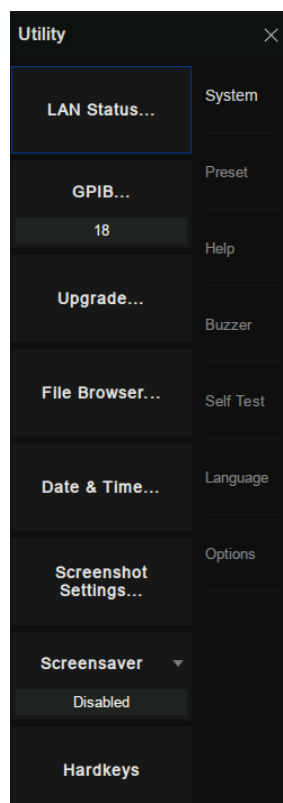 Utility
LAN Status...
GPIB...
18
Upgrade...
File Browser...
Date & Time...
Screenshot
Settings...
Screensaver
Disabled
Hardkeys
System
Preset
Help
Buzzer
Self Test
Language
Options